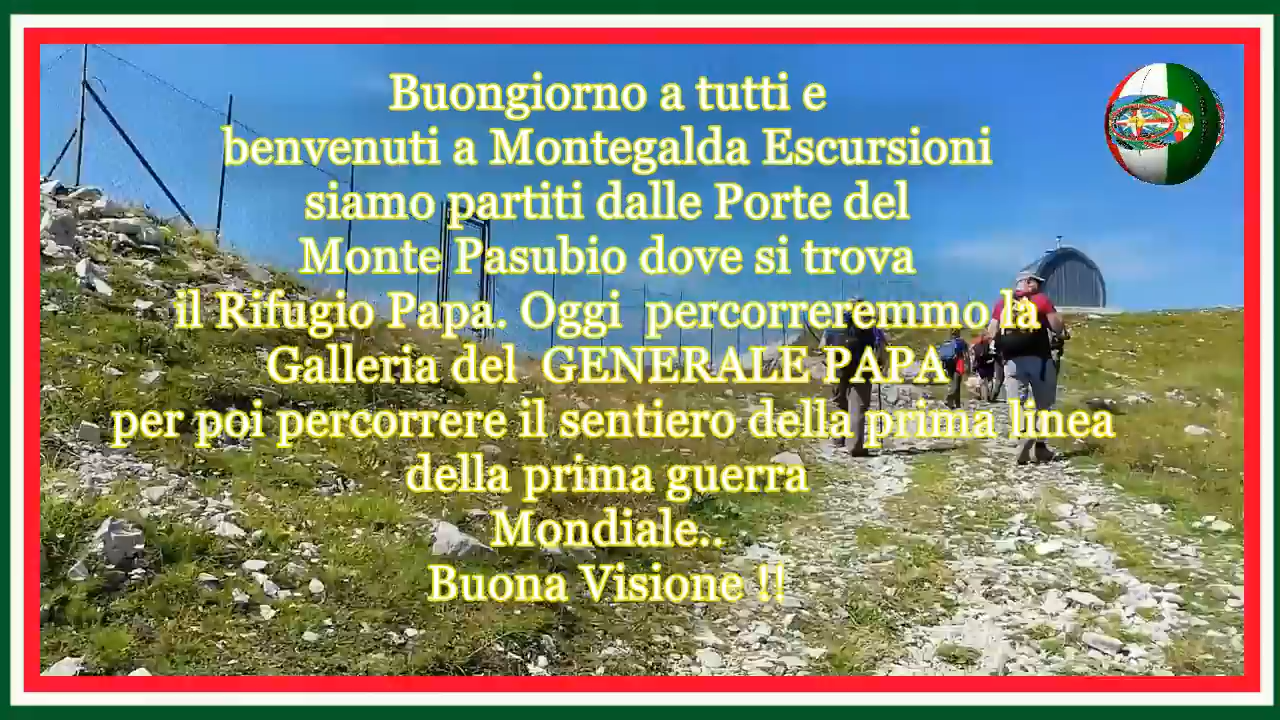 Buongiorno a tutti e
benvenuti a Montegalda Escursioni
siamo partiti dalle Porte del
Monte Pasubio dove si trova
il Rifugio Papa. Oggi  percorreremmo la
Galleria del  GENERALE PAPA
per poi percorrere il sentiero della prima linea
della prima guerra
Mondiale..
Buona Visione !!